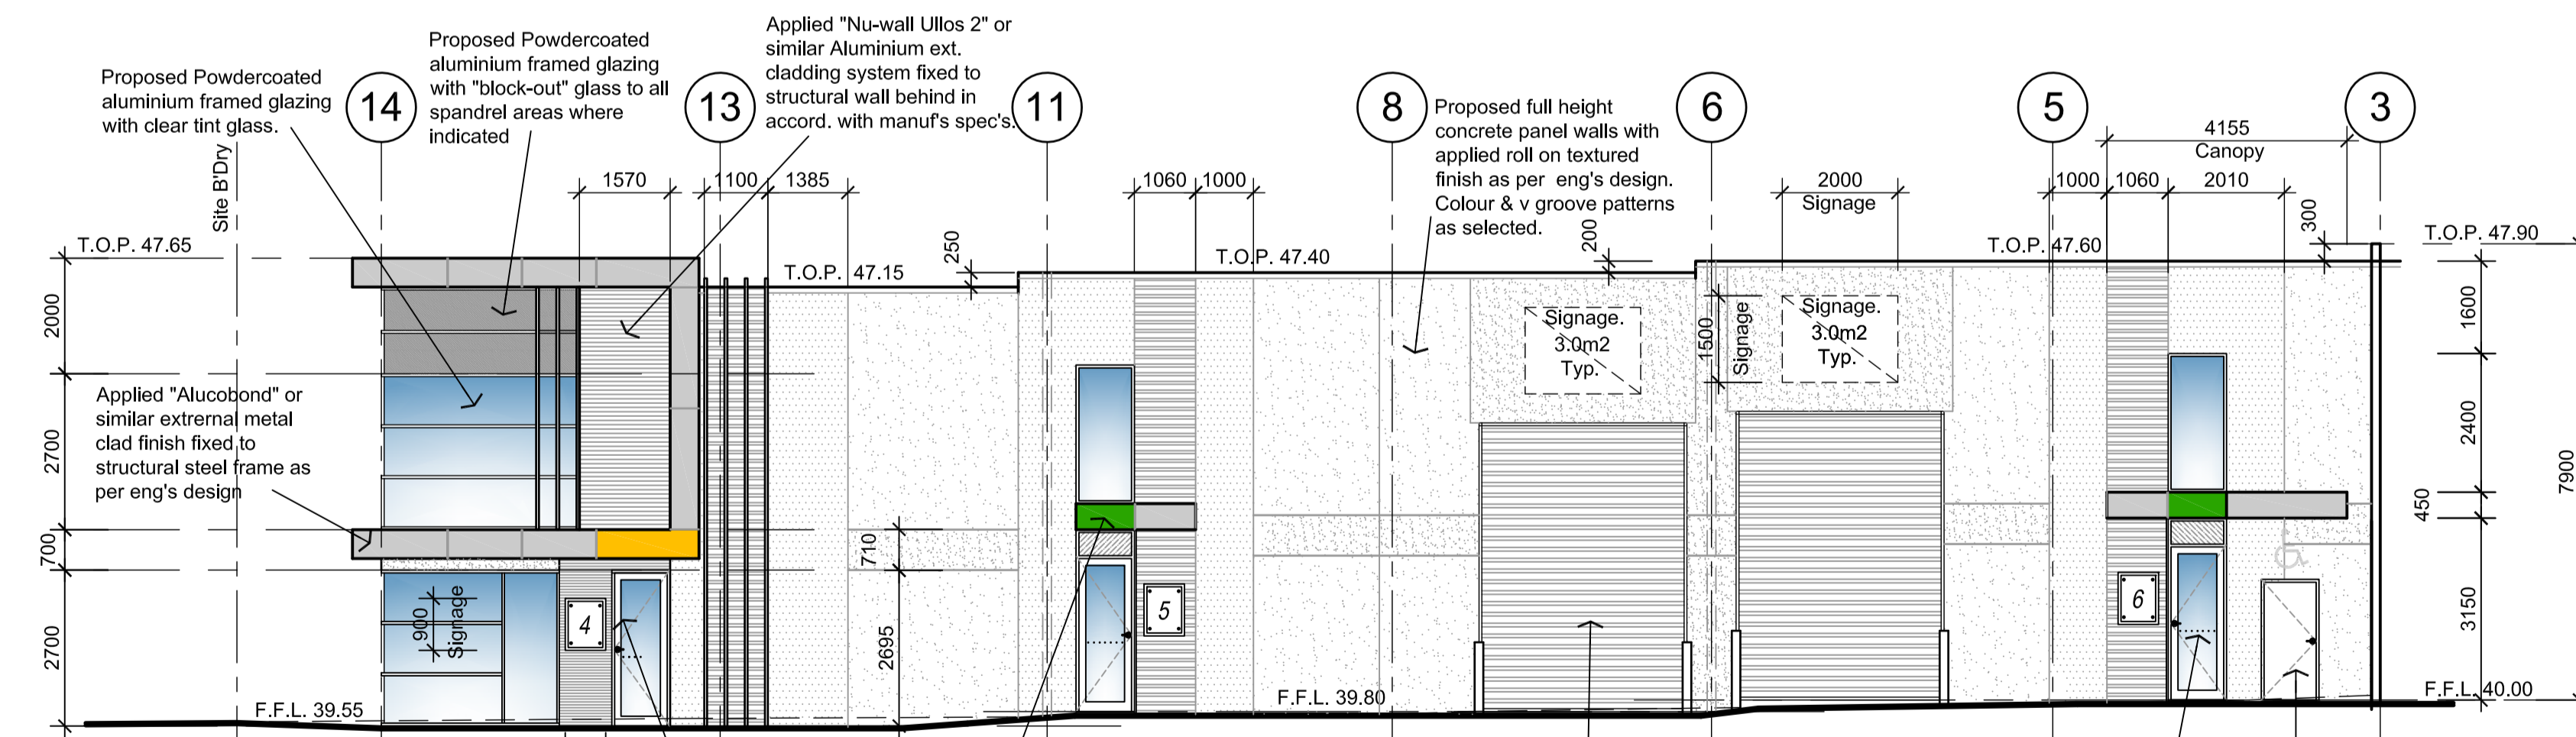 Applied "Nu-wall Ullos 2" or
similar Aluminium ext.
cladding system fixed to
structural wall behind in
accord. with manuf's spec's.
Proposed Powdercoated
aluminium framed glazing
with "block-out" glass to all
spandrel areas where
indicated
Proposed Powdercoated
aluminium framed glazing
with clear tint glass.
14
13
11
8
6
5
3
Proposed full height
concrete panel walls with
applied roll on textured
finish as per eng's design.
Colour & v groove patterns
as selected.
4155
Canopy
Site B'Dry
1570
1100
1385
1060
1000
2000
Signage
1000
1060
2010
300
T.O.P. 47.65
T.O.P. 47.15
250
T.O.P. 47.40
200
T.O.P. 47.60
T.O.P. 47.90
2000
2700
700
2700
Applied "Alucobond" or
similar extrernal metal
clad finish fixed to
structural steel frame as
per eng's design
Signage.
3.0m2
Typ.
1500
Signage
Signage.
3.0m2
Typ.
1600
2400
450
3150
7900
710
2695
900
Signage
4
5
6
F.F.L. 39.55
F.F.L. 39.80
F.F.L. 40.00